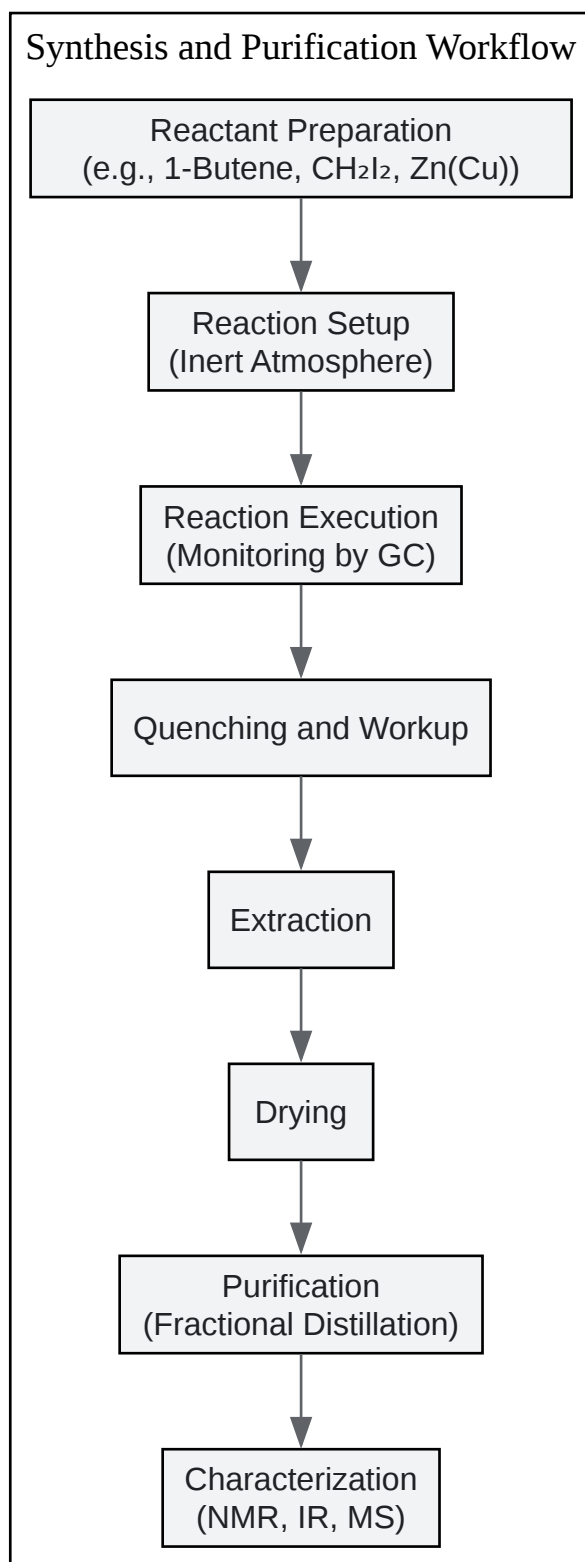 Synthesis and Purification Workflow
Reactant Preparation
(e.g., 1-Butene, CH₂I₂, Zn(Cu))
Reaction Setup
(Inert Atmosphere)
Reaction Execution
(Monitoring by GC)
Quenching and Workup
Extraction
Drying
Purification
(Fractional Distillation)
Characterization
(NMR, IR, MS)